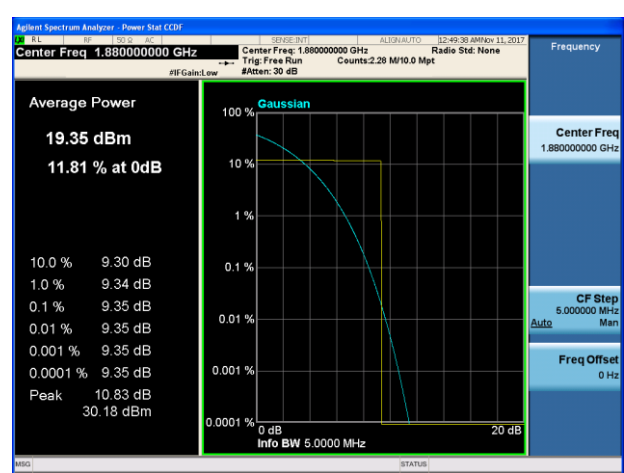 Agilent Spectrum Analyzer - Power Stat CCDF
RL RF 50 Ω AC SENSE:INT ALIGNAUTO 12:49:38 AMNov 11, 2017
Center Freq 1.880000000 GHz
Center Freq: 1.880000000 GHz Radio Std: None
Trig: Free Run Counts:2.28 M/10.0 Mpt
#IFGain:Low #Atten: 30 dB
Frequency
Average Power
19.35 dBm
11.81 % at 0dB
10.0 % 9.30 dB
1.0 % 9.34 dB
0.1 % 9.35 dB
0.01 % 9.35 dB
0.001 % 9.35 dB
0.0001 % 9.35 dB
Peak 10.83 dB
30.18 dBm
100 % Gaussian
10 %
1 %
0.1 %
0.01 %
0.001 %
0.0001 %
0 dB 20 dB
Info BW 5.0000 MHz
Center Freq
1.880000000 GHz
CF Step
5.000000 MHz
Auto Man
Freq Offset
0 Hz
MSG STATUS